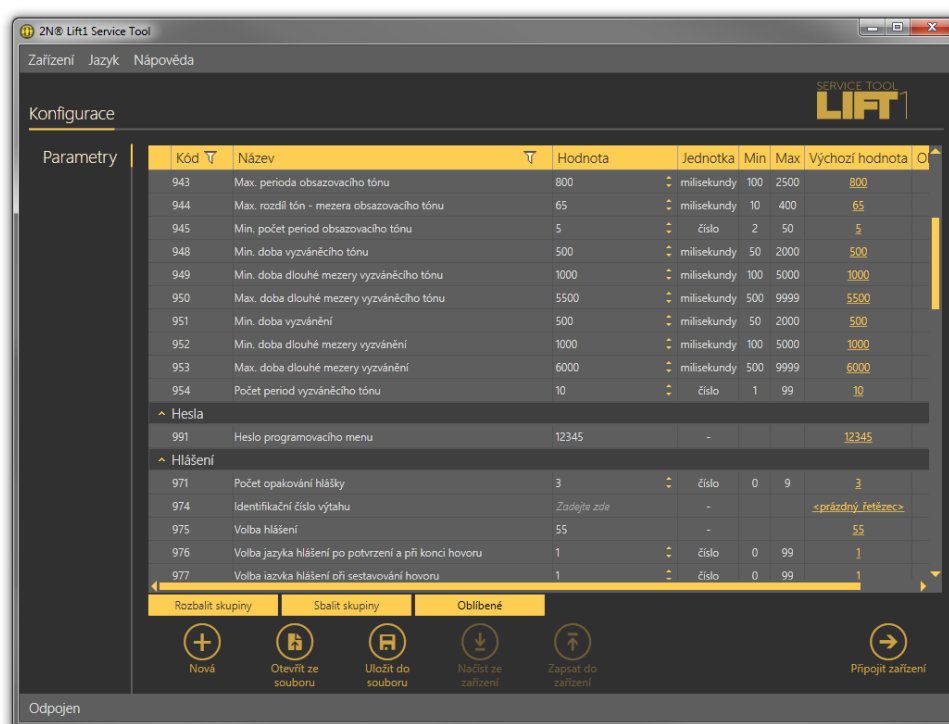 2N® Lift1 Service Tool
Zařízení Jazyk Nápověda
SERVICE TOOL
LIFT1
Konfigurace
Parametry
Kód Název Hodnota Jednotka Min Max Výchozí hodnota
943 Max. perioda obsazovacího tónu 800 milisekundy 100 2500 800
944 Max. rozdíl tón - mezera obsazovacího tónu 65 milisekundy 10 400 65
945 Min. počet period obsazovacího tónu 5 číslo 2 50 5
948 Min. doba vyzváněcího tónu 500 milisekundy 50 2000 500
949 Min. doba dlouhé mezery vyzváněcího tónu 1000 milisekundy 100 5000 1000
950 Max. doba dlouhé mezery vyzváněcího tónu 5500 milisekundy 500 9999 5500
951 Min. doba vyzvánění 500 milisekundy 50 2000 500
952 Min. doba dlouhé mezery vyzvánění 1000 milisekundy 100 5000 1000
953 Max. doba dlouhé mezery vyzvánění 6000 milisekundy 500 9999 6000
954 Počet period vyzváněcího tónu 10 číslo 1 99 10
Hesla
991 Heslo programovacího menu 12345 - 12345
Hlášení
971 Počet opakování hlášky 3 číslo 0 9 3
974 Identifikační číslo výtahu Zadejte zde - <prázdný řetězec>
975 Volba hlášení 55 - 55
976 Volba jazyka hlášení po potvrzení a při konci hovoru 1 číslo 0 99 1
977 Volba jazyka hlášení při sestavování hovoru 1 číslo 0 99 1
Rozbalit skupiny Sbalit skupiny Oblíbené
Nová Otevřít ze souboru Uložit do souboru Načíst ze zařízení Zapsat do zařízení Připojit zařízení
Odpojen